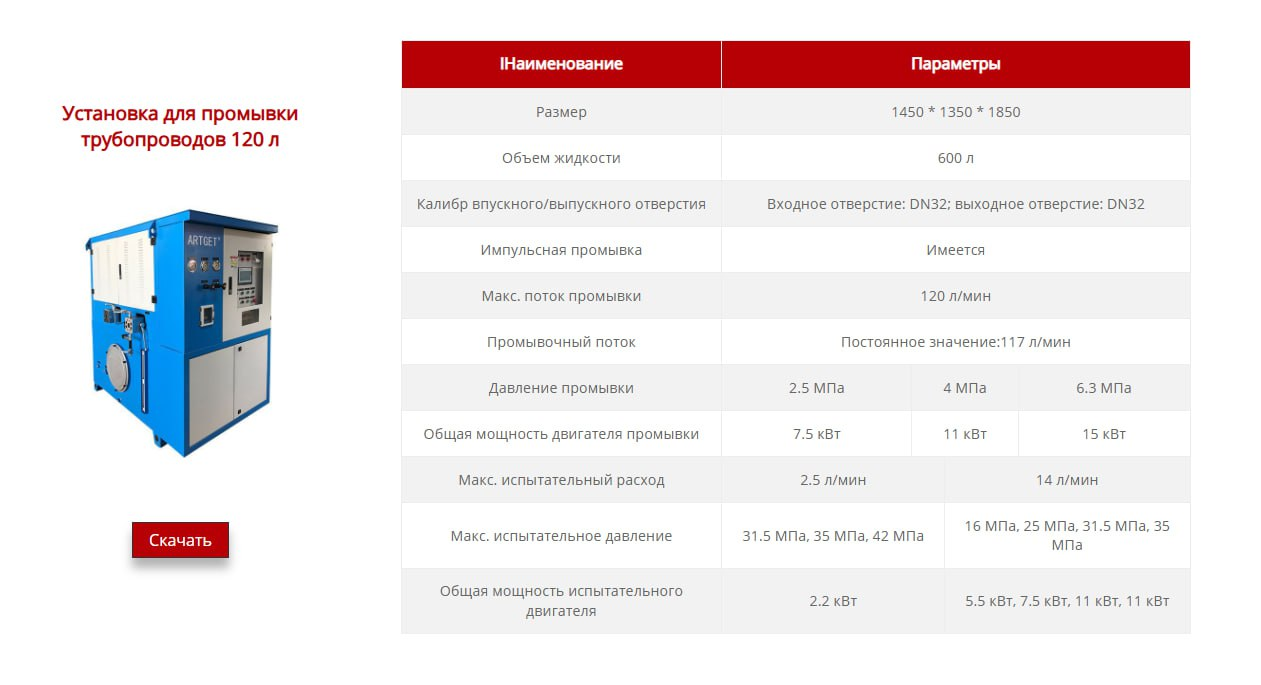 Установка для промывки
трубопроводов 120 л
ARTGET
Скачать
IНаименование Параметры
Размер 1450 * 1350 * 1850
Объем жидкости 600 л
Калибр впускного/выпускного отверстия Входное отверстие: DN32; выходное отверстие: DN32
Импульсная промывка Имеется
Макс. поток промывки 120 л/мин
Промывочный поток Постоянное значение:117 л/мин
Давление промывки 2.5 МПа 4 МПа 6.3 МПа
Общая мощность двигателя промывки 7.5 кВт 11 кВт 15 кВт
Макс. испытательный расход 2.5 л/мин 14 л/мин
Макс. испытательное давление 31.5 МПа, 35 МПа, 42 МПа 16 МПа, 25 МПа, 31.5 МПа, 35
МПа
Общая мощность испытательного
двигателя 2.2 кВт 5.5 кВт, 7.5 кВт, 11 кВт, 11 кВт